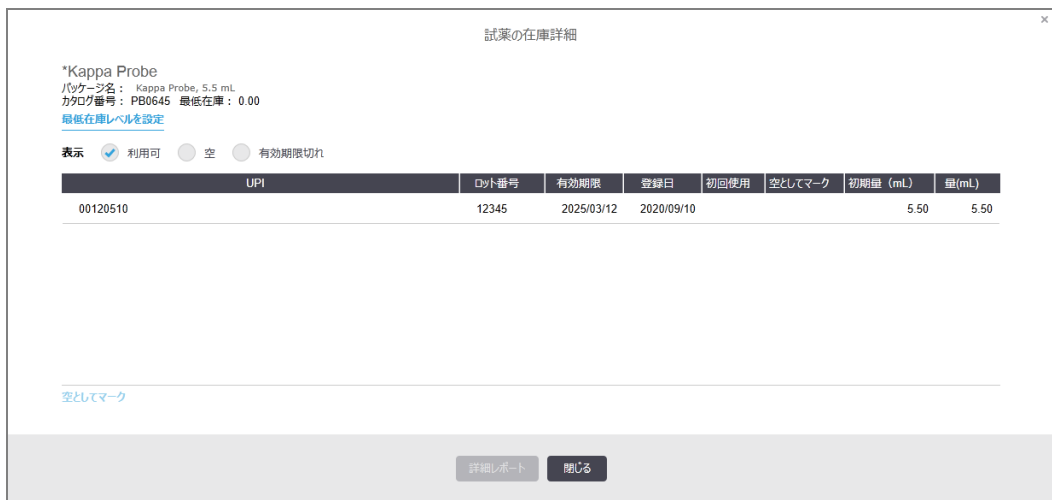 ×
試薬の在庫詳細
*Kappa Probe
パッケージ名： Kappa Probe, 5.5 mL
カタログ番号： PB0645 最低在庫： 0.00
最低在庫レベルを設定
表示 利用可 空 有効期限切れ
UPI ロット番号 有効期限 登録日 初回使用 空としてマーク 初期量（mL） 量(mL)
00120510 12345 2025/03/12 2020/09/10 5.50 5.50
空としてマーク
詳細レポート 閉じる